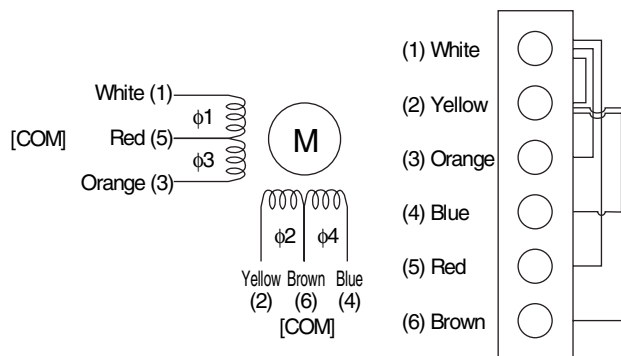 White (1)
ϕ1
[COM]
Red (5)
ϕ3
Orange (3)
M
ϕ2
ϕ4
Yellow Brown Blue
(2) (6) (4)
[COM]
(1) White
(2) Yellow
(3) Orange
(4) Blue
(5) Red
(6) Brown